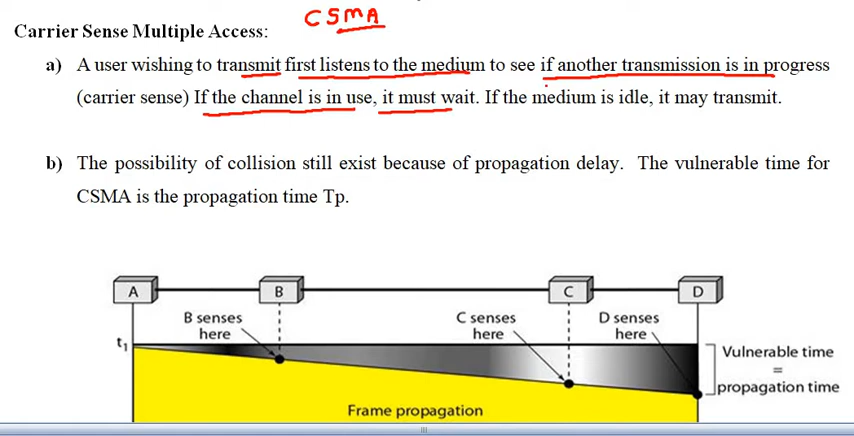 CSMA
Carrier Sense Multiple Access:
a) A user wishing to transmit first listens to the medium to see if another transmission is in progress
(carrier sense) If the channel is in use, it must wait. If the medium is idle, it may transmit.
b) The possibility of collision still exist because of propagation delay. The vulnerable time for
CSMA is the propagation time Tp.
A B C D
B senses
here
C senses
here
D senses
here
t1
Vulnerable time
=
propagation time
Frame propagation